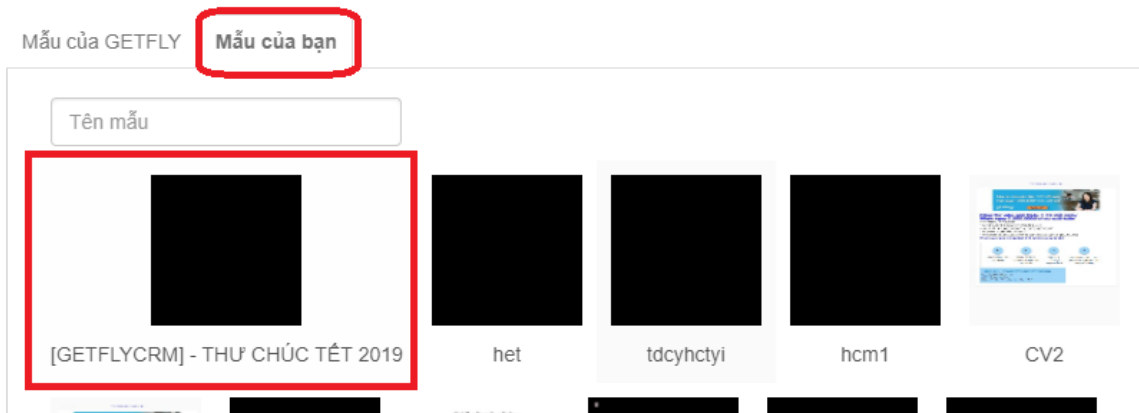 Mẫu của GETFLY Mẫu của bạn
Tên mẫu
[GETFLYCRM] - THƯ CHÚC TẾT 2019 het tdcyhctyi hcm1 CV2